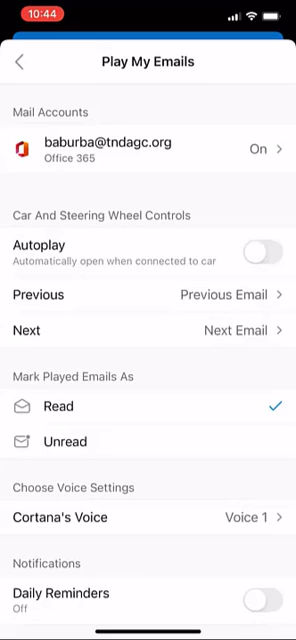 10:44
Play My Emails
Mail Accounts
baburba@tndagc.org
On
Office 365
Car And Steering Wheel Controls
Autoplay
Automatically open when connected to car
Previous
Previous Email
Next
Next Email
Mark Played Emails As
Read
Unread
Choose Voice Settings
Cortana's Voice
Voice 1
Notifications
Daily Reminders
Off